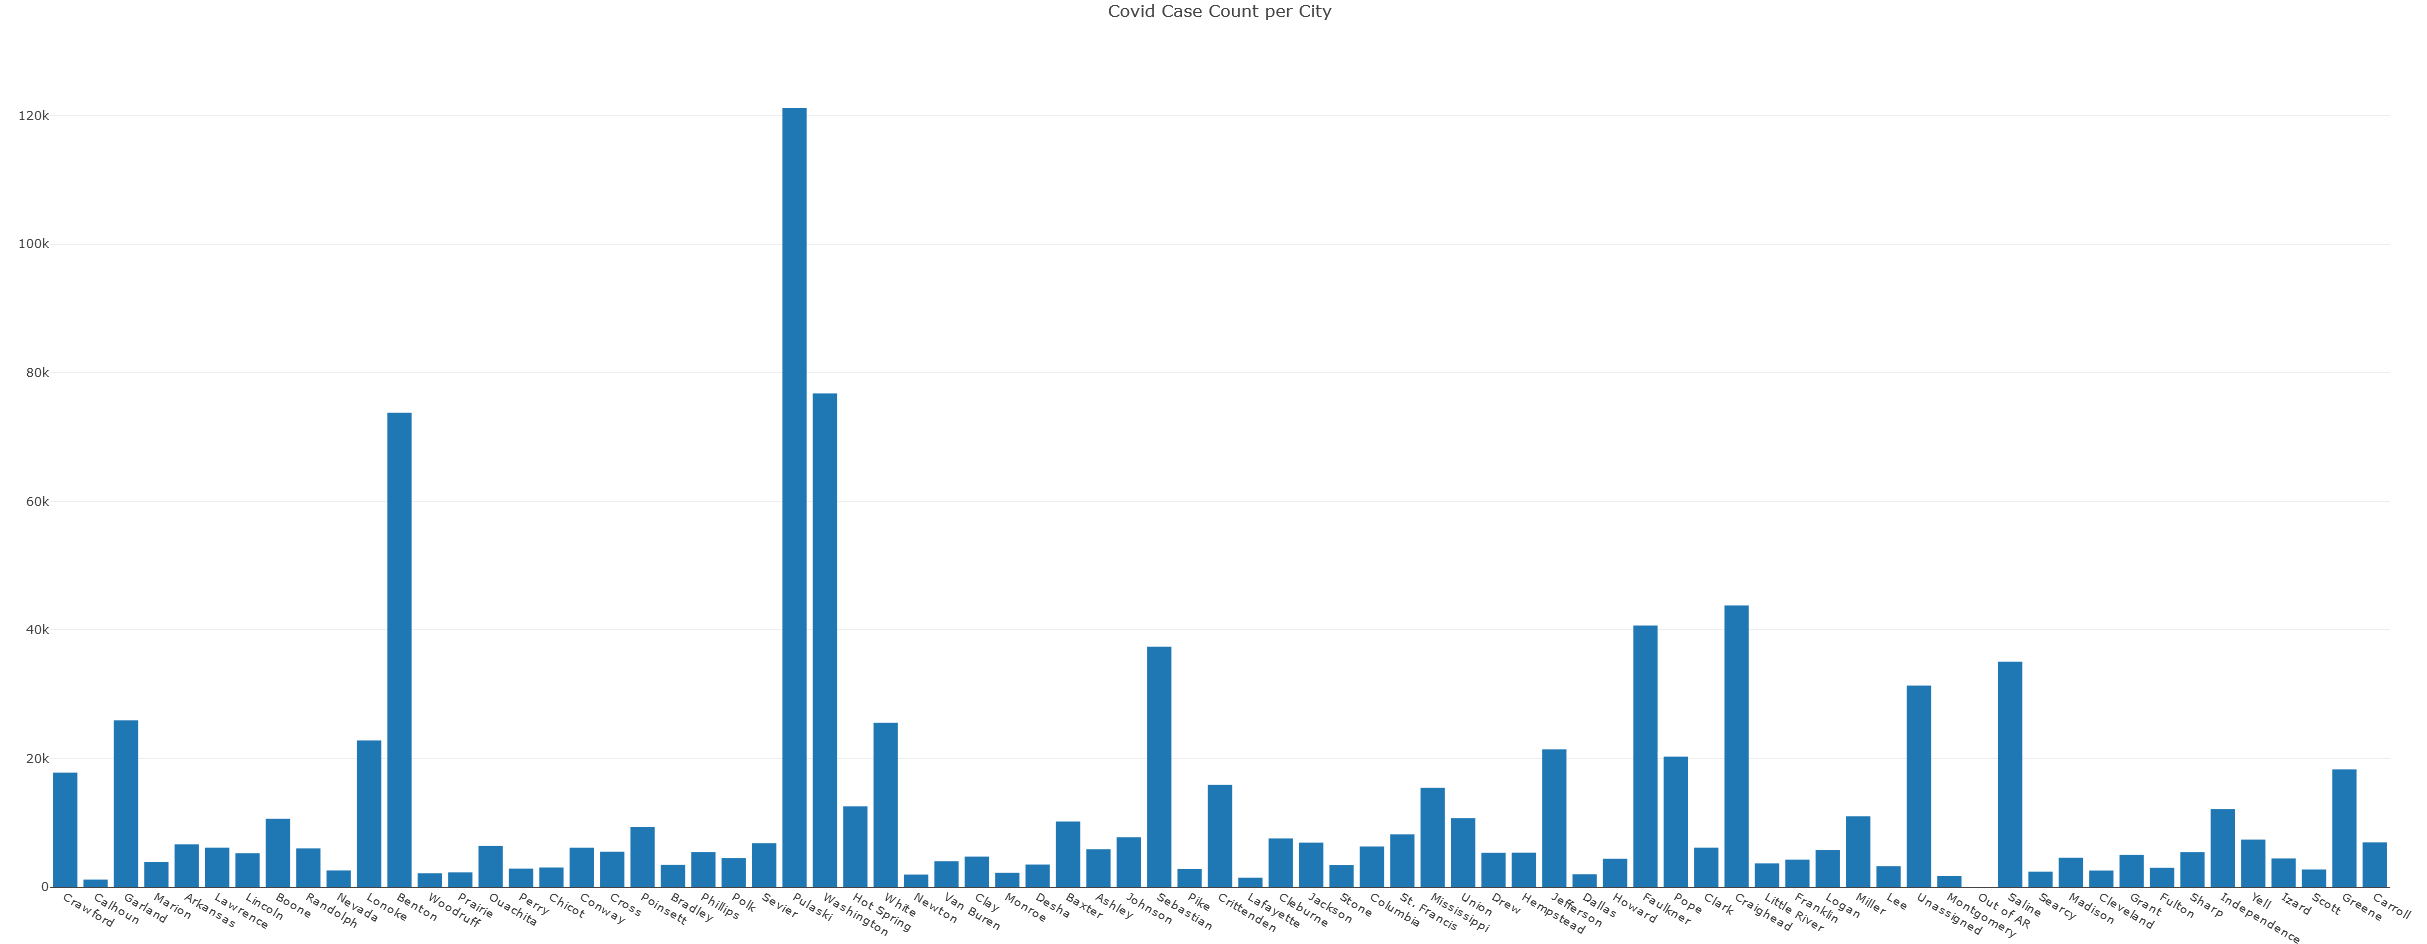 Covid Case Count per City
120k
100k
80k
60k
40k
20k
0
Crawford
Calhoun
Garland
Marion
Arkansas
Lawrence
Lincoln
Boone
Randolph
Nevada
Lonoke
Benton
Woodruff
Prairie
Ouachita
Perry
Chicot
Conway
Cross
Poinsett
Bradley
Phillips
Polk
Sevier
Pulaski
Washington
Hot Spring
White
Newton
Van Buren
Clay
Monroe
Desha
Baxter
Ashley
Johnson
Sebastian
Pike
Crittenden
Lafayette
Cleburne
Jackson
Stone
Columbia
St. Francis
Mississippi
Union
Drew
Hempstead
Jefferson
Dallas
Howard
Faulkner
Pope
Clark
Craighead
Little River
Franklin
Logan
Miller
Lee
Unassigned
Montgomery
Out of AR
Saline
Searcy
Madison
Cleveland
Grant
Fulton
Sharp
Independence
Yell
Izard
Scott
Greene
Carroll